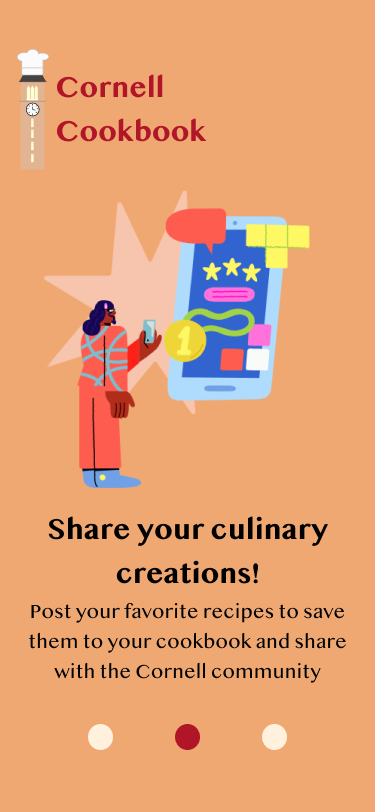 Cornell
Cookbook
1
Share your culinary
creations!
Post your favorite recipes to save
them to your cookbook and share
with the Cornell community